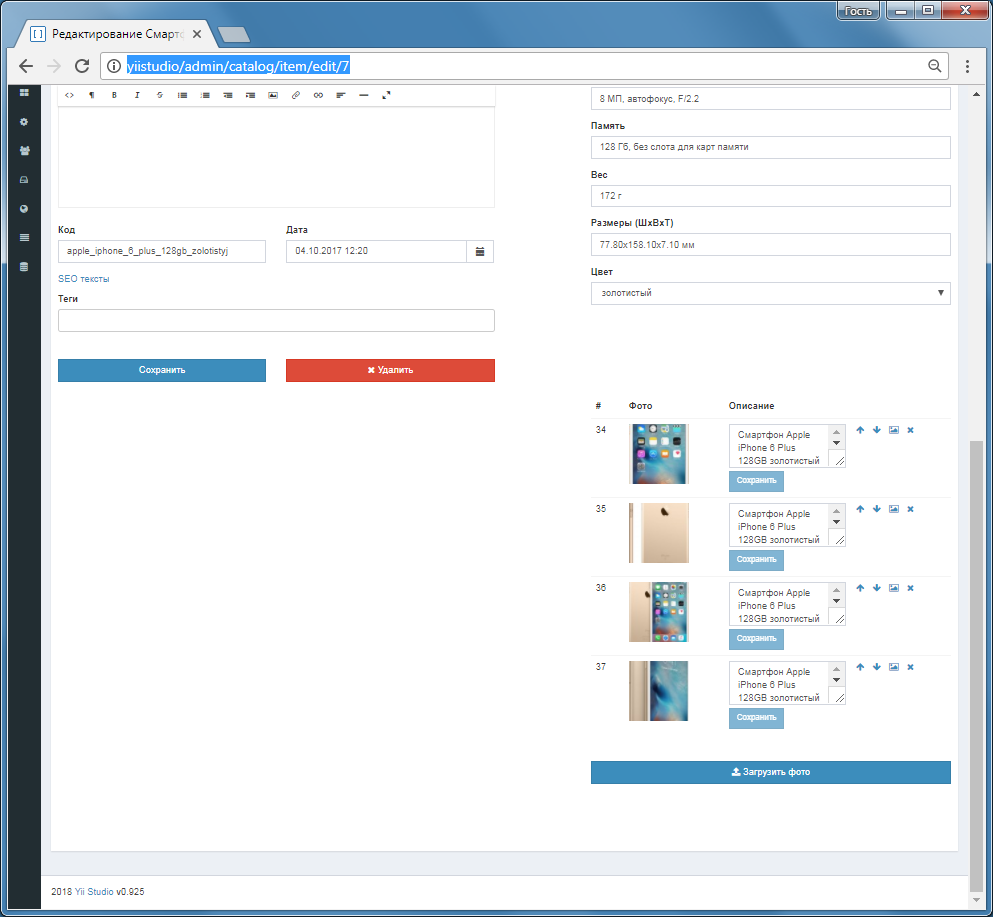 Гость
Редактирование Смартф
yiistudio/admin/catalog/item/edit/7
8 МП, автофокус, F/2.2
Память
128 Гб, без слота для карт памяти
Вес
172 г
Размеры (ШхВхТ)
77.80x158.10x7.10 мм
Цвет
золотистый
Код
Дата
apple_iphone_6_plus_128gb_zolotistyj
04.10.2017 12:20
SEO тексты
Теги
Сохранить
Удалить
# Фото Описание
34
Смартфон Apple
iPhone 6 Plus
128GB золотистый
Сохранить
35
Смартфон Apple
iPhone 6 Plus
128GB золотистый
Сохранить
36
Смартфон Apple
iPhone 6 Plus
128GB золотистый
Сохранить
37
Смартфон Apple
iPhone 6 Plus
128GB золотистый
Сохранить
Загрузить фото
2018 Yii Studio v0.925